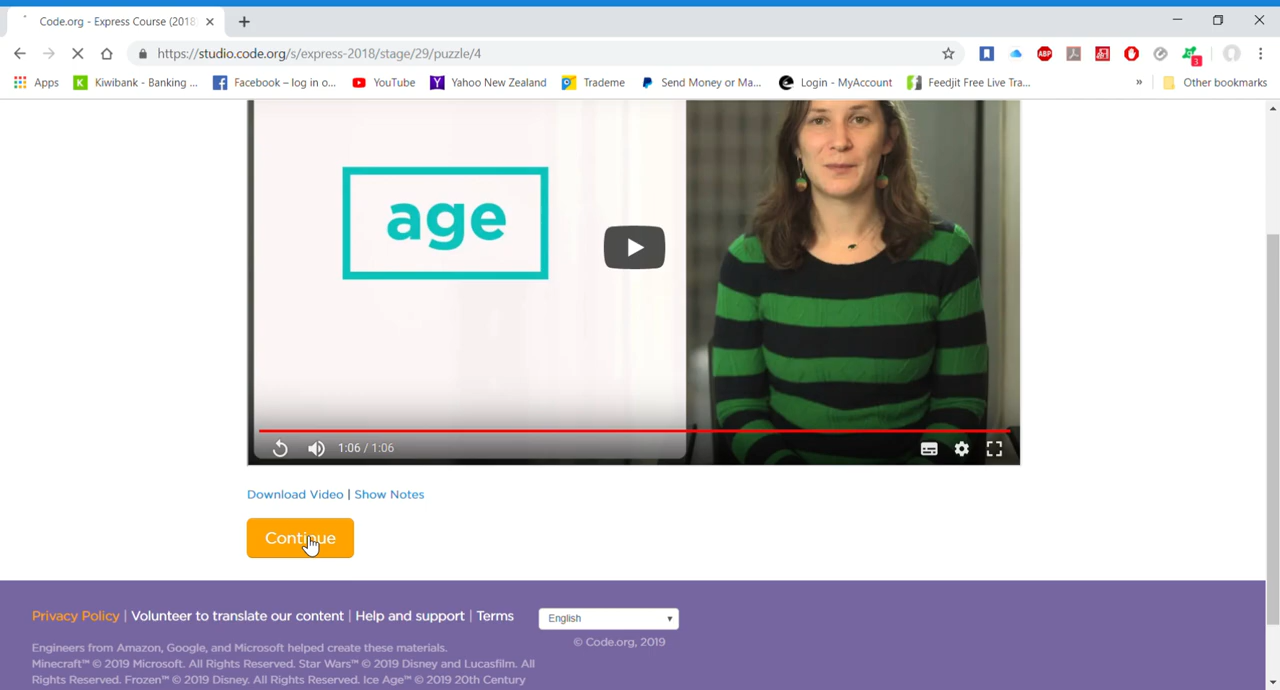 Code.org - Express Course (2018
https://studio.code.org/s/express-2018/stage/29/puzzle/4
ABP
3
Apps
Kiwibank - Banking ...
Facebook – log in o...
YouTube
Yahoo New Zealand
Trademe
Send Money or Ma...
Login - MyAccount
Feedjit Free Live Tra...
»
Other bookmarks
age
1:06 / 1:06
Download Video | Show Notes
Continue
Privacy Policy | Volunteer to translate our content | Help and support | Terms
English
© Code.org, 2019
Engineers from Amazon, Google, and Microsoft helped create these materials.
Minecraft™ © 2019 Microsoft. All Rights Reserved. Star Wars™ © 2019 Disney and Lucasfilm. All
Rights Reserved. Frozen™ © 2019 Disney. All Rights Reserved. Ice Age™ © 2019 20th Century